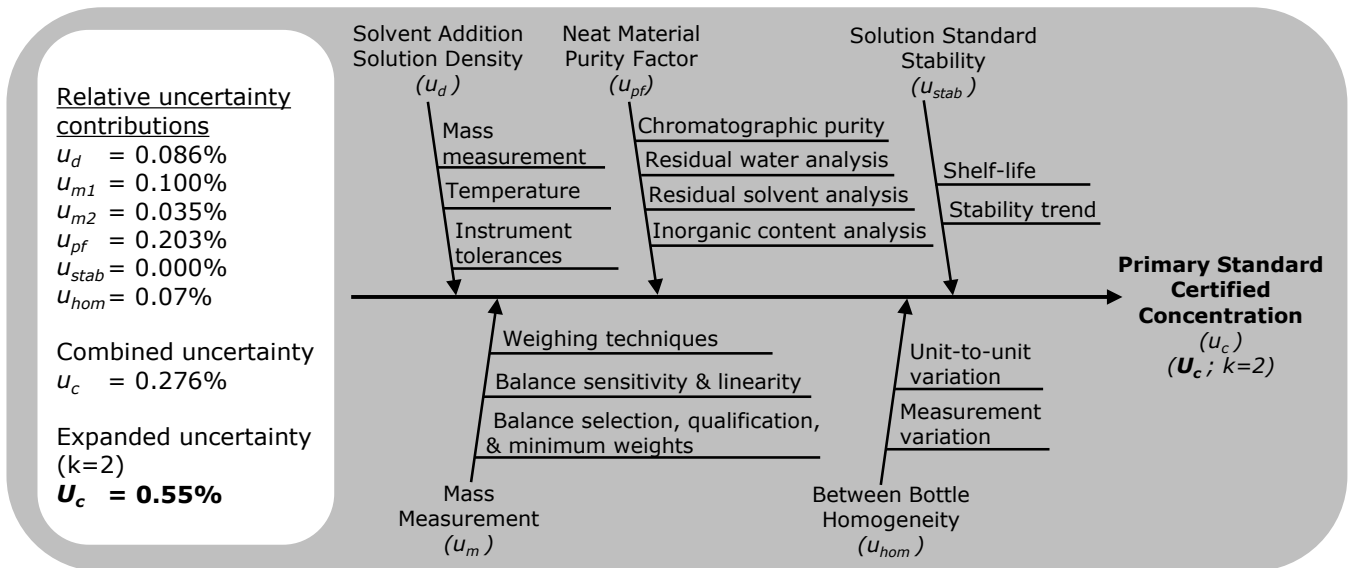 Relative uncertainty
contributions
u_d = 0.086%
u_m1 = 0.100%
u_m2 = 0.035%
u_pf = 0.203%
u_stab = 0.000%
u_hom = 0.07%
Combined uncertainty
u_c = 0.276%
Expanded uncertainty
(k=2)
U_c = 0.55%
Solvent Addition
Solution Density
(u_d )
Mass
measurement
Temperature
Instrument
tolerances
Neat Material
Purity Factor
(u_pf)
Chromatographic purity
Residual water analysis
Residual solvent analysis
Inorganic content analysis
Solution Standard
Stability
(u_stab)
Shelf-life
Stability trend
Weighing techniques
Balance sensitivity & linearity
Balance selection, qualification,
& minimum weights
Mass
Measurement
(u_m )
Unit-to-unit
variation
Measurement
variation
Between Bottle
Homogeneity
(u_hom )
Primary Standard
Certified
Concentration
(u_c )
(U_c ; k=2)